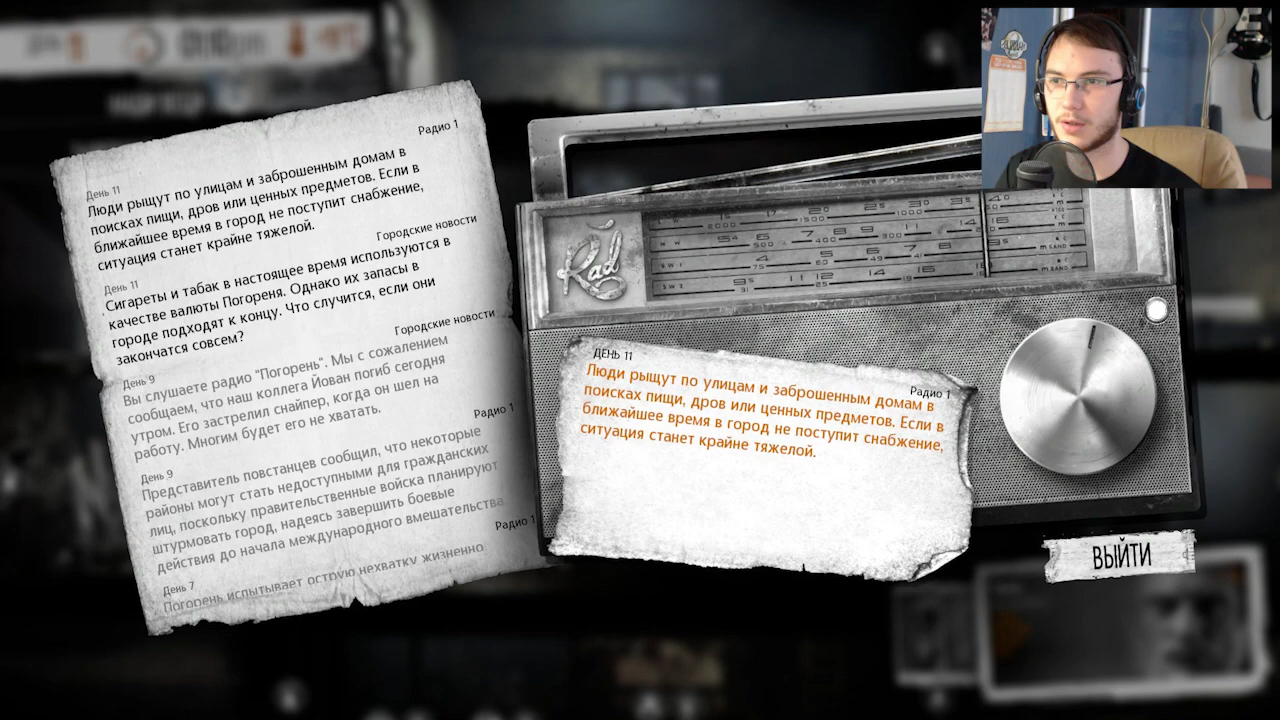 Радио 1
День 11
Люди рыщут по улицам и заброшенным домам в
поисках пищи, дров или ценных предметов. Если в
ближайшее время в город не поступит снабжение,
ситуация станет крайне тяжелой.
Городские новости
День 11
Сигареты и табак в настоящее время используются в
качестве валюты Погореня. Однако их запасы в
городе подходят к концу. Что случится, если они
закончатся совсем?
Городские новости
День 9
Вы слушаете радио "Погорень". Мы с сожалением
сообщаем, что наш коллега Йован погиб сегодня
утром. Его застрелил снайпер, когда он шел на
работу. Многим будет его не хватать.
Радио 1
День 9
Представитель повстанцев сообщил, что некоторые
районы могут стать недоступными для гражданских
лиц, поскольку правительственные войска планируют
штурмовать город, надеясь завершить боевые
действия до начала международного вмешательства.
Радио 1
День 7
Погорень испытывает острую нехватку жизненно
Rad
ДЕНЬ 11
Радио 1
Люди рыщут по улицам и заброшенным домам в
поисках пищи, дров или ценных предметов. Если в
ближайшее время в город не поступит снабжение,
ситуация станет крайне тяжелой.
ВЫЙТИ